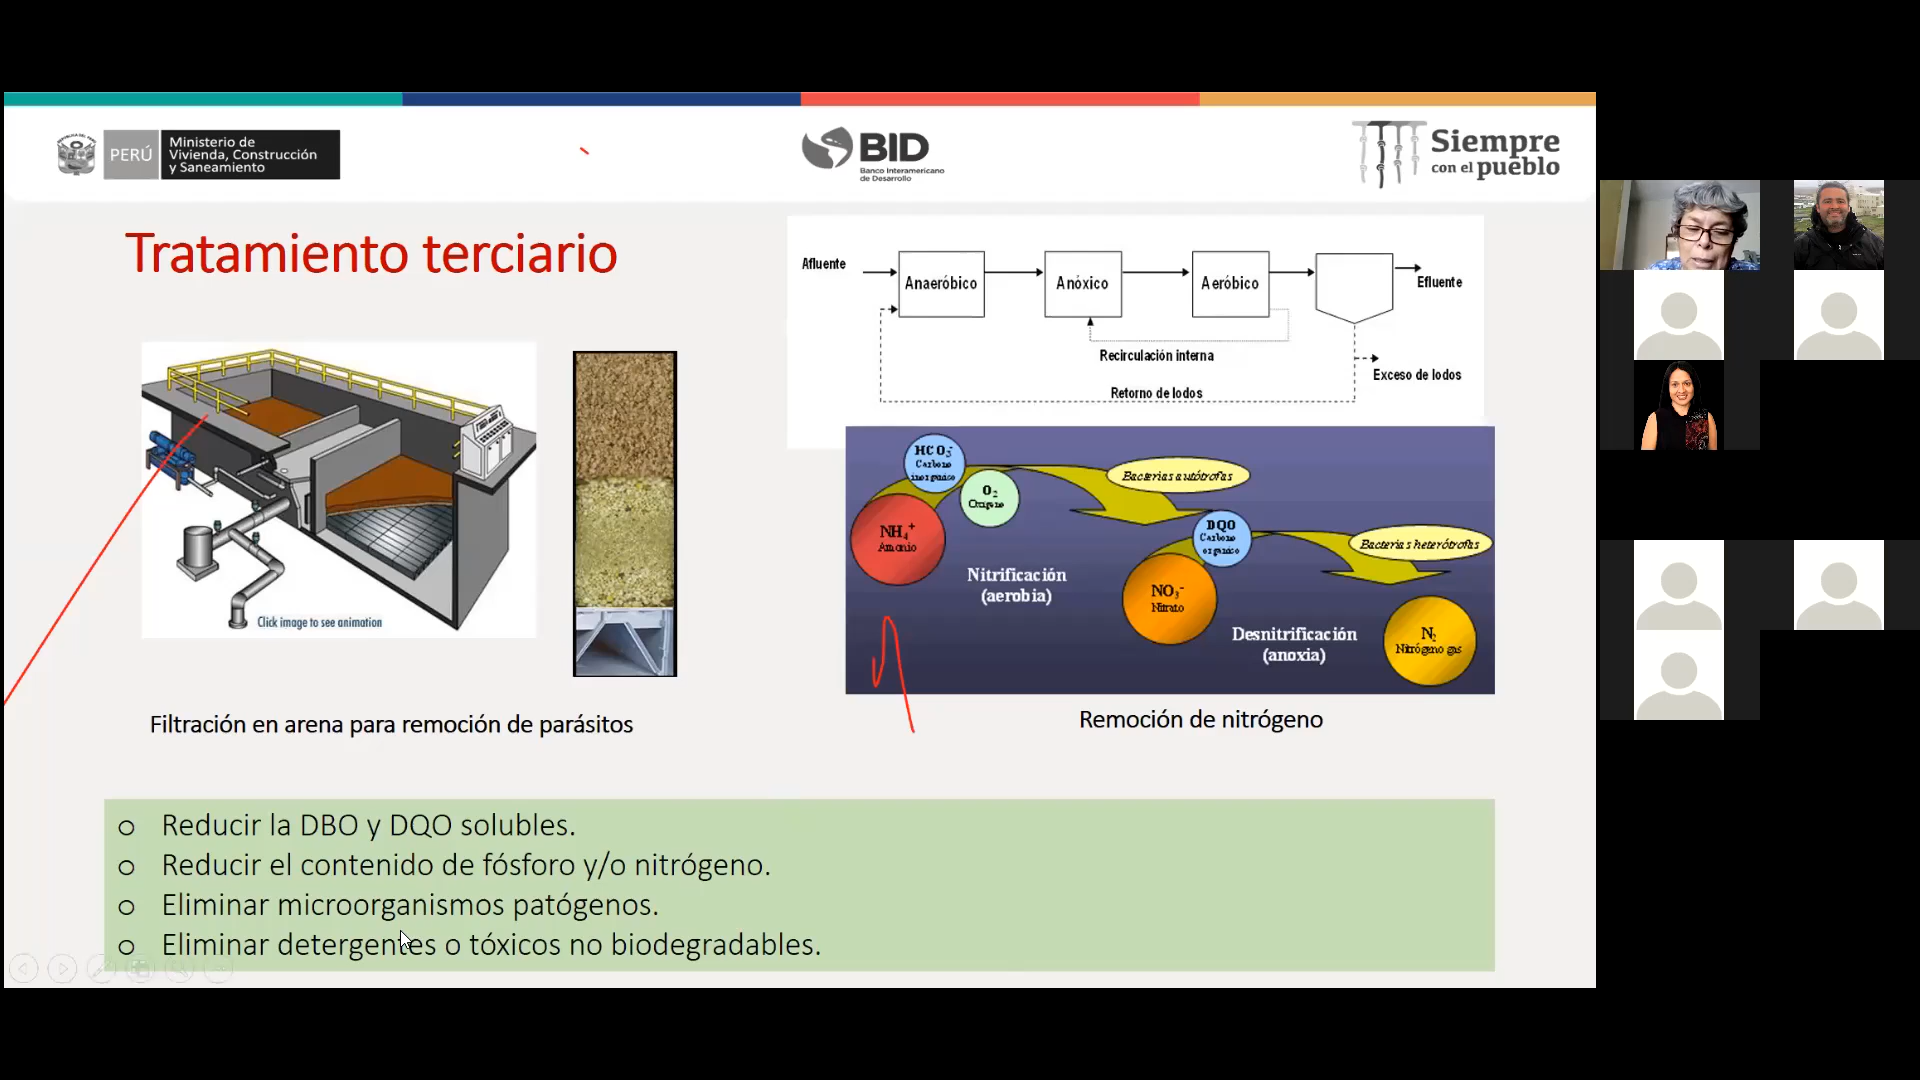 PERÚ
Ministerio de
Vivienda, Construcción
y Saneamiento
BID
Banco Interamericano
de Desarrollo
Siempre
con el pueblo
Tratamiento terciario
Afluente
Anaeróbico
Anóxico
Aeróbico
Efluente
Recirculación interna
Exceso de lodos
Retorno de lodos
Click image to see animation
HCO3-
Carbono
inorgánico
O2
Oxígeno
Bacterias autótrofas
NH4+
Amonio
Nitrificación
(aerobia)
DQO
Carbono
orgánico
Bacterias heterótrofas
NO3-
Nitrato
Desnitrificación
(anoxia)
N2
Nitrógeno gas
Filtración en arena para remoción de parásitos
Remoción de nitrógeno
o Reducir la DBO y DQO solubles.
o Reducir el contenido de fósforo y/o nitrógeno.
o Eliminar microorganismos patógenos.
o Eliminar detergentes o tóxicos no biodegradables.